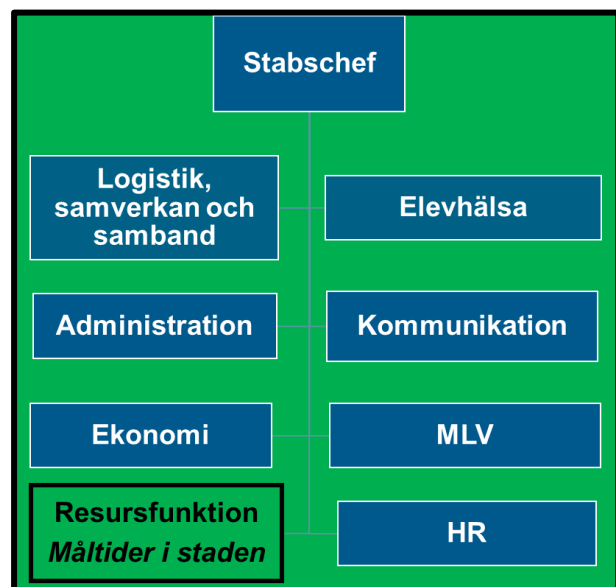 Stabschef
Logistik,
samverkan och
samband
Elevhälsa
Administration
Kommunikation
Ekonomi
MLV
Resursfunktion
Måltider i staden
HR